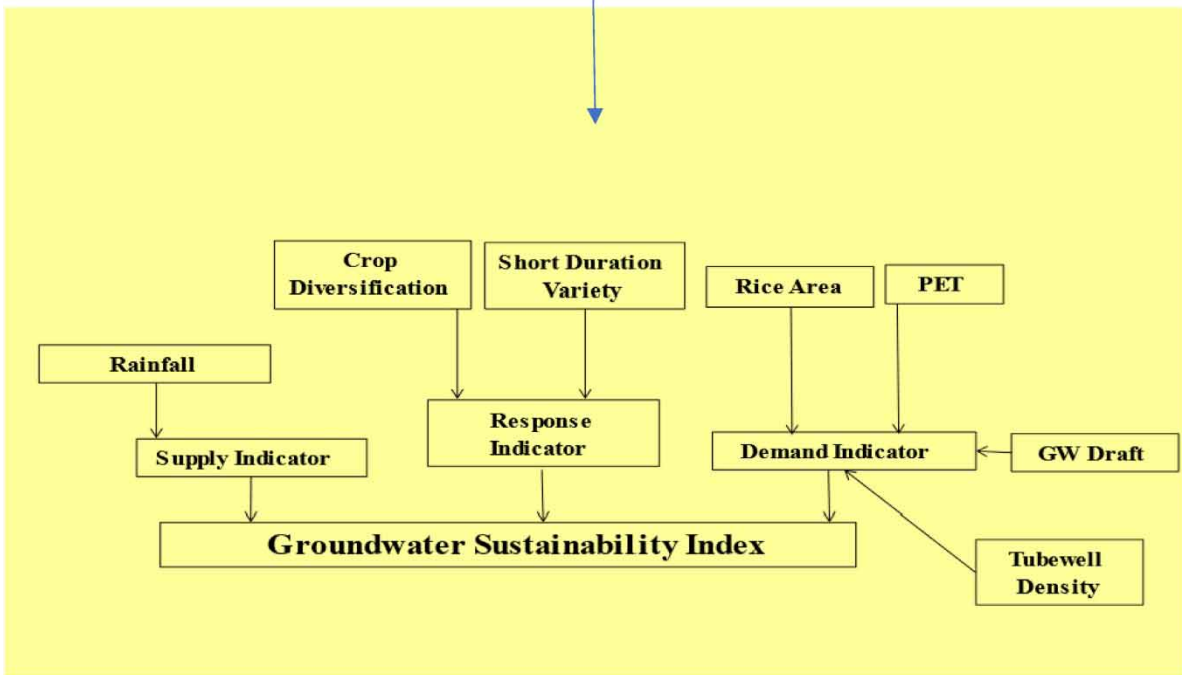 Crop
Diversification
Short Duration
Variety
Rice Area
PET
Rainfall
Response
Indicator
Supply Indicator
Demand Indicator
GW Draft
Groundwater Sustainability Index
Tubewell
Density